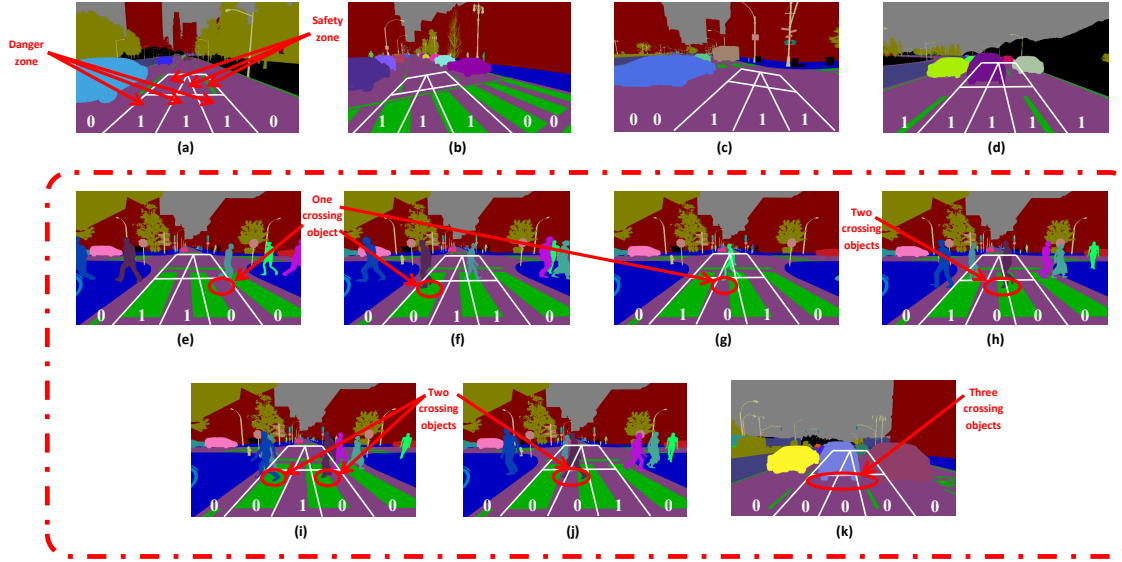 Danger
zone
Safety
zone
0 1 1 1 0
1 1 1 0 0
0 0 1 1 1
1 1 1 1 1
(a)
(b)
(c)
(d)
One
crossing
object
Two
crossing
objects
0 1 1 0 0
0 0 1 1 0
0 1 0 1 0
0 1 0 0 0
(e)
(f)
(g)
(h)
Two
crossing
objects
Three
crossing
objects
0 0 1 0 0
0 0 0 1 0
0 0 0 0 0
(i)
(j)
(k)